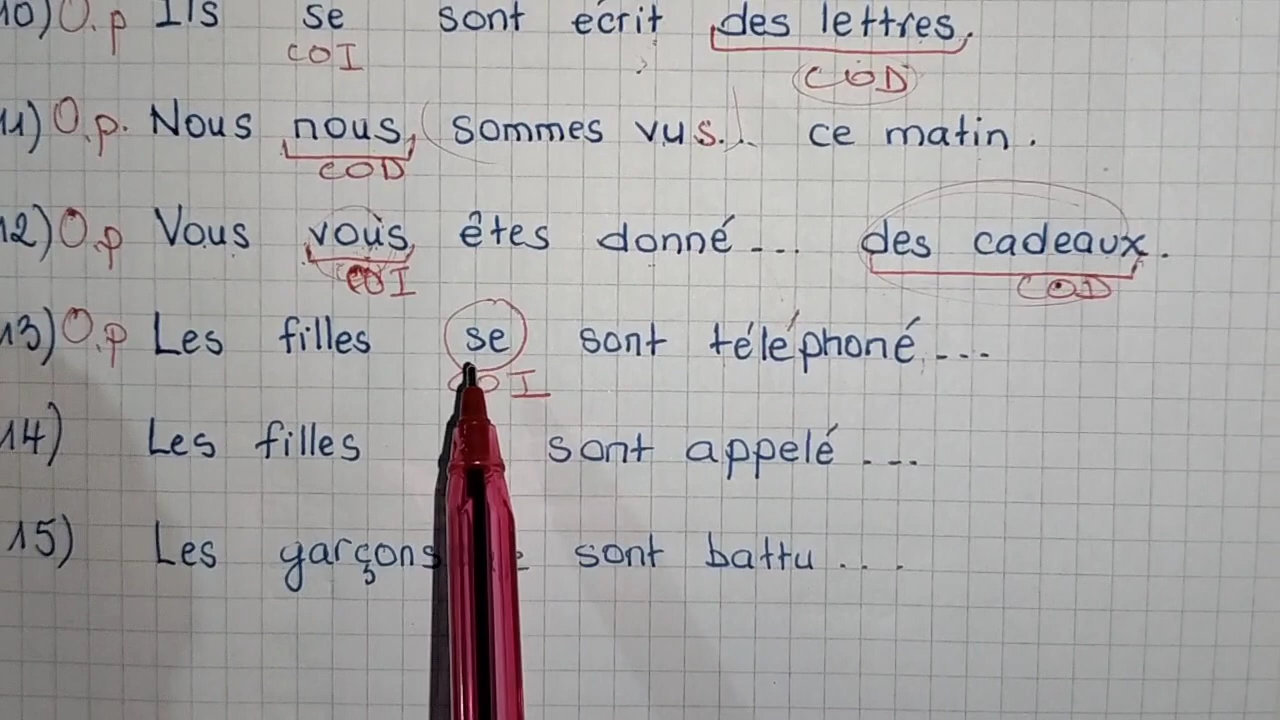 10) O.p Ils se sont écrit des lettres.
COI COD
11) O.p. Nous nous sommes vus... ce matin.
COD
12) O.p Vous vous êtes donné... des cadeaux.
COI COD
13) O.p Les filles se sont téléphoné...
COI
14) Les filles sont appelé...
15) Les garçons sont battu...